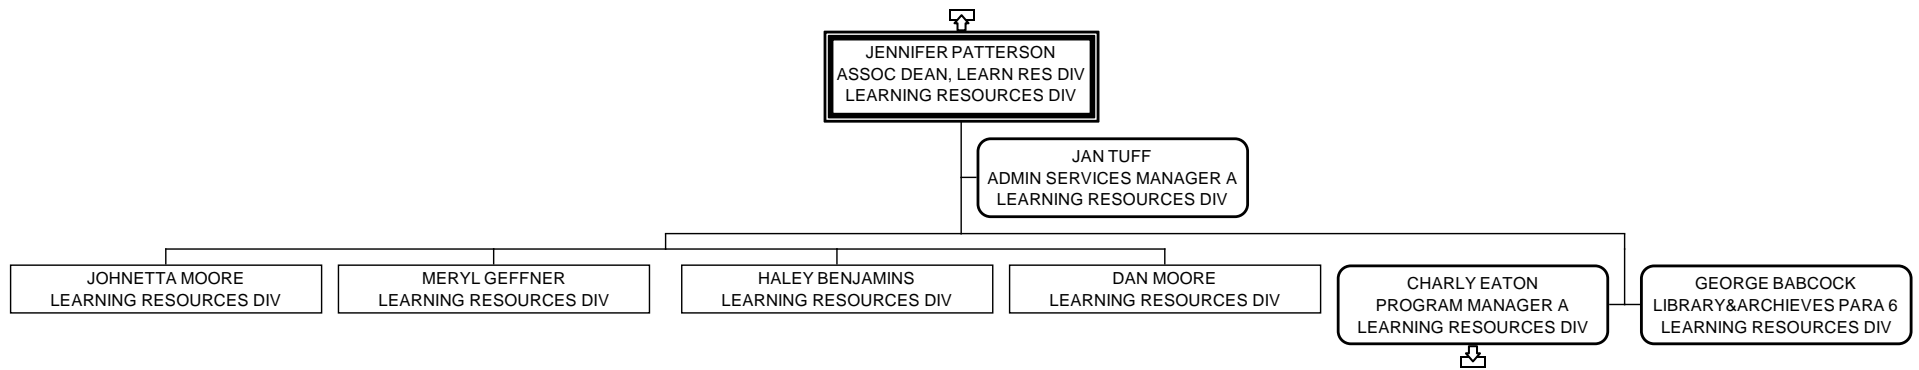 JENNIFER PATTERSON
ASSOC DEAN, LEARN RES DIV
LEARNING RESOURCES DIV
JAN TUFF
ADMIN SERVICES MANAGER A
LEARNING RESOURCES DIV
JOHNETTA MOORE
LEARNING RESOURCES DIV
MERYL GEFFNER
LEARNING RESOURCES DIV
HALEY BENJAMINS
LEARNING RESOURCES DIV
DAN MOORE
LEARNING RESOURCES DIV
CHARLY EATON
PROGRAM MANAGER A
LEARNING RESOURCES DIV
GEORGE BABCOCK
LIBRARY&ARCHIEVES PARA 6
LEARNING RESOURCES DIV